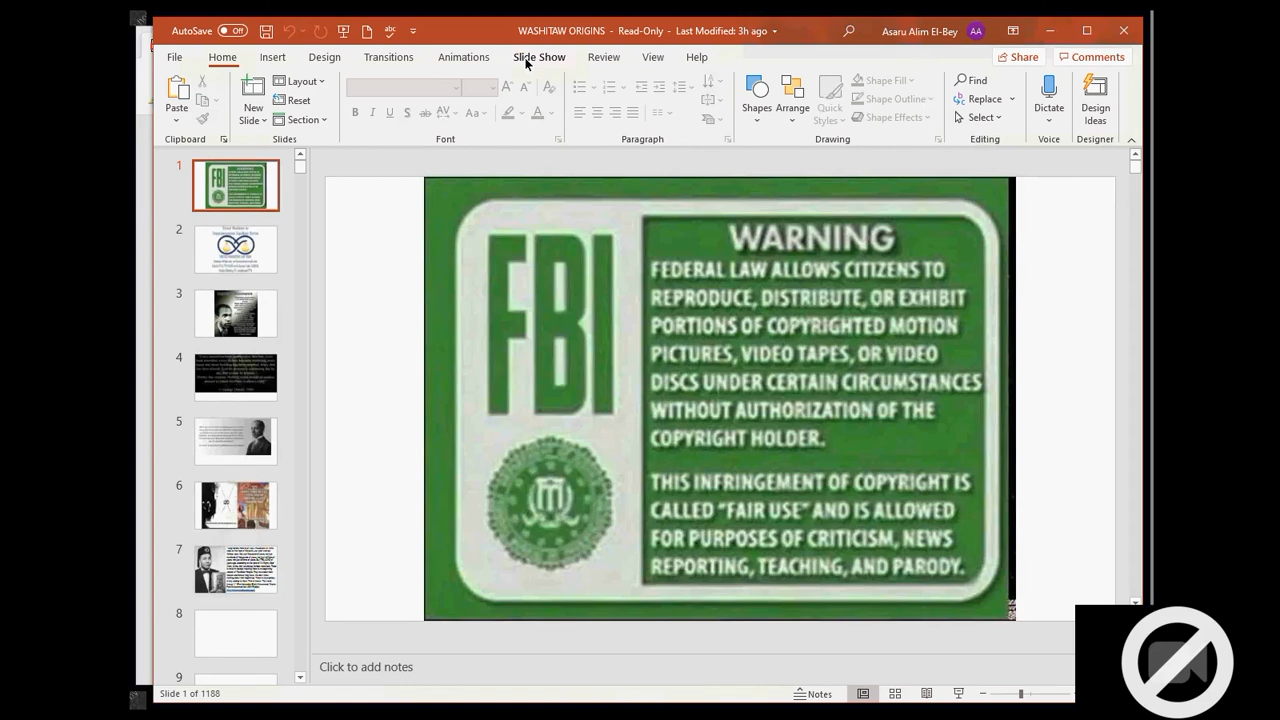 AutoSave Off WASHITAW ORIGINS - Read-Only - Last Modified: 3h ago Asaru Alim El-Bey AA
File Home Insert Design Transitions Animations Slide Show Review View Help Share Comments
Paste
New
Slide
Layout
Reset
Section
Shapes
Arrange
Quick
Styles
Shape Fill
Shape Outline
Shape Effects
Find
Replace
Select
Dictate
Design
Ideas
Clipboard Slides Font Paragraph Drawing Editing Voice Designer
1
2
3
4
5
6
7
8
9
FBI
WARNING
FEDERAL LAW ALLOWS CITIZENS TO
REPRODUCE, DISTRIBUTE, OR EXHIBIT
PORTIONS OF COPYRIGHTED MOTION
PICTURES, VIDEO TAPES, OR VIDEO
DISCS UNDER CERTAIN CIRCUMSTANCES
WITHOUT AUTHORIZATION OF THE
COPYRIGHT HOLDER.
THIS INFRINGEMENT OF COPYRIGHT IS
CALLED "FAIR USE" AND IS ALLOWED
FOR PURPOSES OF CRITICISM, NEWS
REPORTING, TEACHING, AND PARODY.
Click to add notes
Slide 1 of 1188 Notes